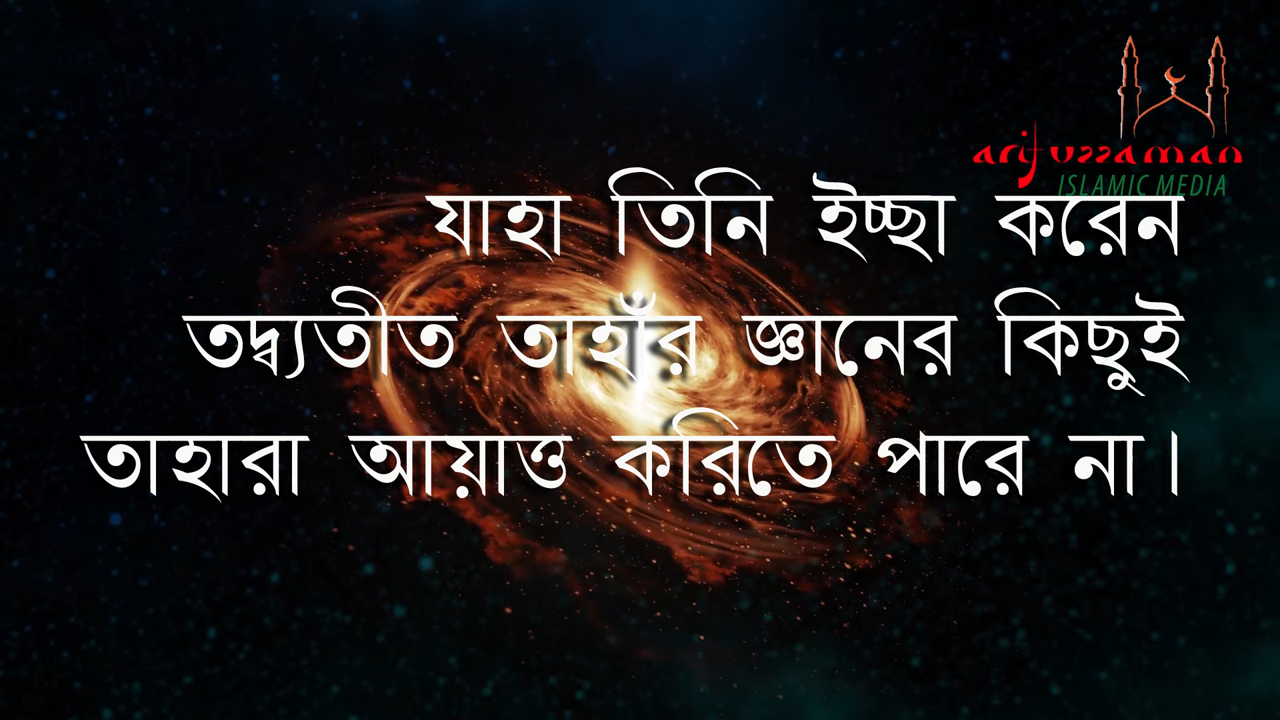 arifuzzaman
ISLAMIC MEDIA
যাহা তিনি ইচ্ছা করেন
তদ্ব্যতীত তাহাঁর জ্ঞানের কিছুই
তাহারা আয়াত্ত করিতে পারে না।